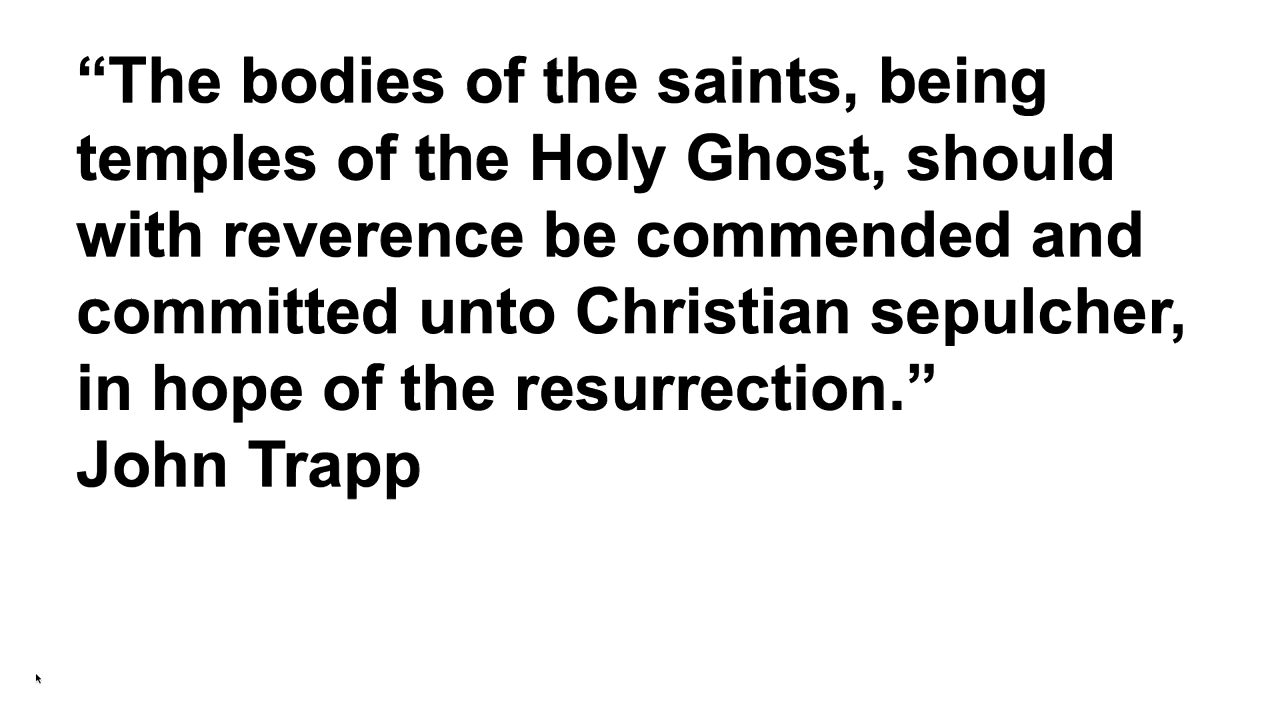 “The bodies of the saints, being
temples of the Holy Ghost, should
with reverence be commended and
committed unto Christian sepulcher,
in hope of the resurrection.”
John Trapp